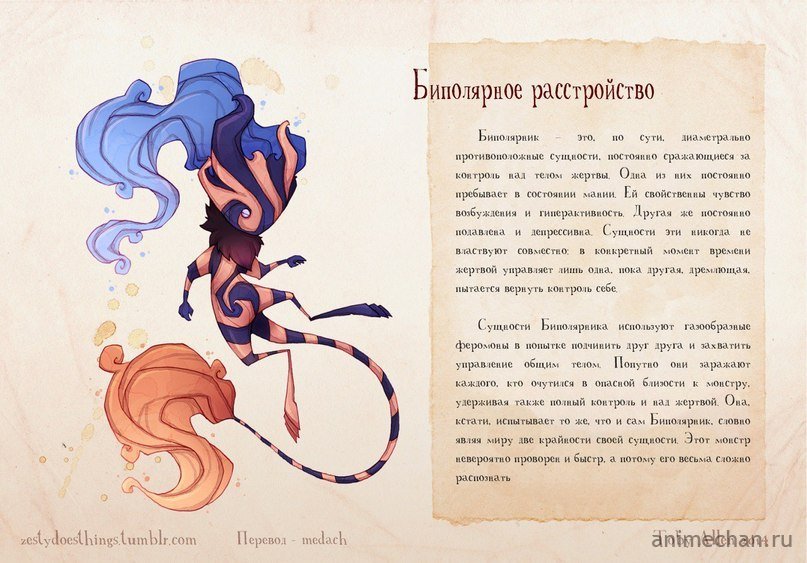 Биполярное расстройство
Биполярник – это, по сути, диаметрально
противоположные сущности, постоянно сражающиеся за
контроль над телом жертвы. Одна из них постоянно
пребывает в состоянии мании. Ей свойственны чувство
возбуждения и гиперактивность. Другая же постоянно
подавлена и депрессивна. Сущности эти никогда не
властвуют совместно: в конкретный момент времени
жертвой управляет лишь одна, пока другая, дремлющая,
пытается вернуть контроль себе.
Сущности Биполярника используют газообразные
феромоны в попытке подчинить друг друга и захватить
управление общим телом. Попутно они заражают
каждого, кто очутился в опасной близости к монстру,
удерживая также полный контроль и над жертвой. Она,
кстати, испытывает то же, что и сам Биполярник, словно
являя миру две крайности своей сущности. Этот монстр
невероятно проворен и быстр, а потому его весьма сложно
распознать
zestydoesthings.tumblr.com Перевод - medach
animechan.ru